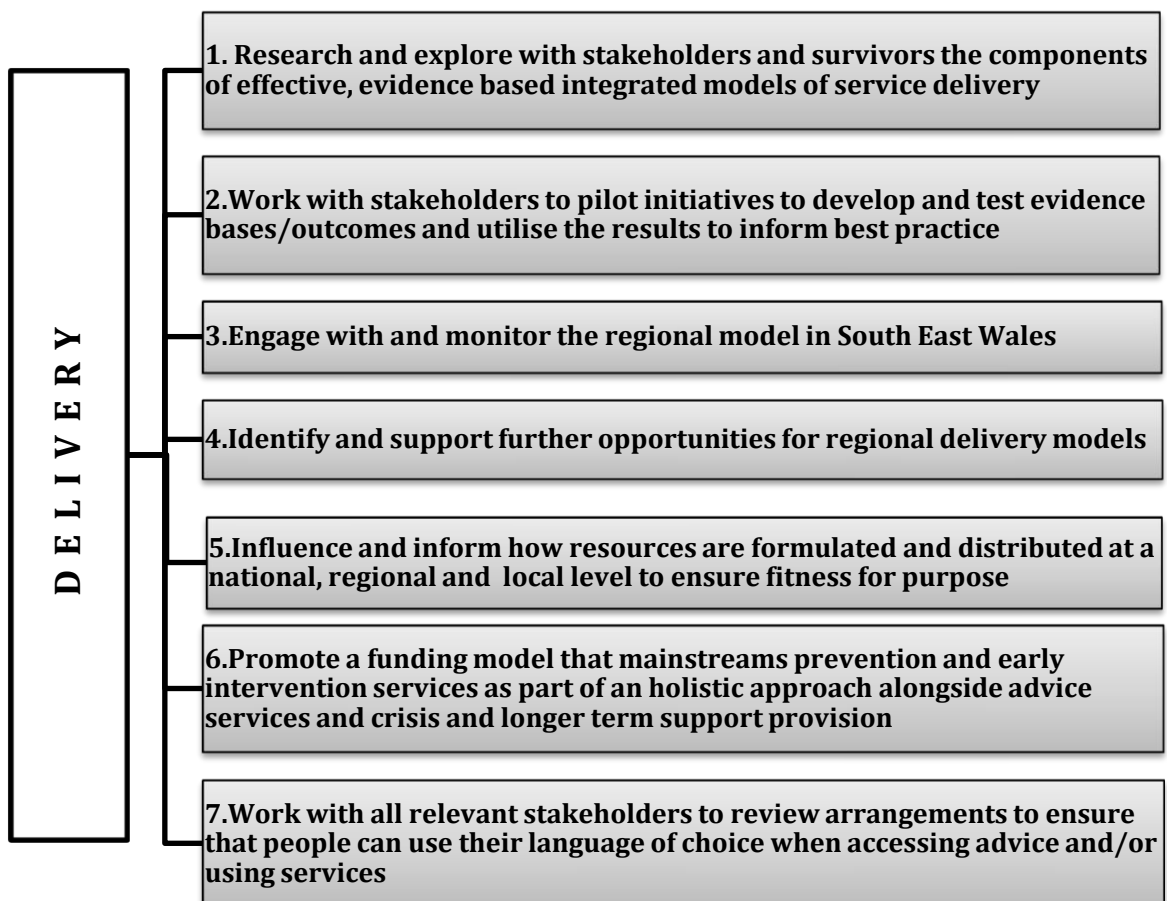 DELIVERY
1. Research and explore with stakeholders and survivors the components
of effective, evidence based integrated models of service delivery
2.Work with stakeholders to pilot initiatives to develop and test evidence
bases/outcomes and utilise the results to inform best practice
3.Engage with and monitor the regional model in South East Wales
4.Identify and support further opportunities for regional delivery models
5.Influence and inform how resources are formulated and distributed at a
national, regional and local level to ensure fitness for purpose
6.Promote a funding model that mainstreams prevention and early
intervention services as part of an holistic approach alongside advice
services and crisis and longer term support provision
7.Work with all relevant stakeholders to review arrangements to ensure
that people can use their language of choice when accessing advice and/or
using services